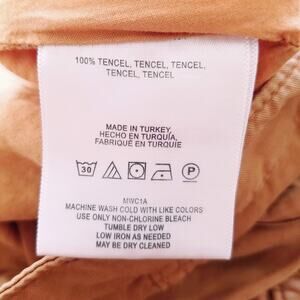 100% TENCEL, TENCEL, TENCEL,
TENCEL, TENCEL
MADE IN TURKEY,
HECHO EN TURQUÍA,
FABRIQUÉ EN TURQUIE
30 P
MWC1A
MACHINE WASH COLD WITH LIKE COLORS
USE ONLY NON-CHLORINE BLEACH
TUMBLE DRY LOW
LOW IRON AS NEEDED
MAY BE DRY CLEANED